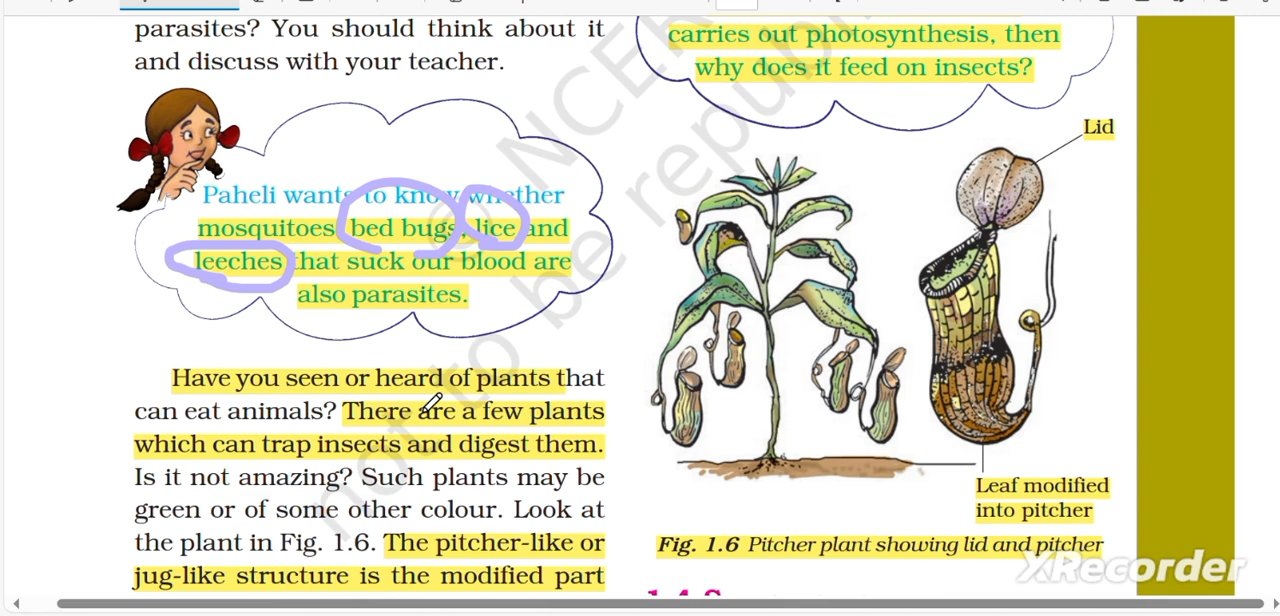 parasites? You should think about it
and discuss with your teacher.
Paheli wants to know whether
mosquitoes, bed bugs, lice and
leeches that suck our blood are
also parasites.
Have you seen or heard of plants that
can eat animals? There are a few plants
which can trap insects and digest them.
Is it not amazing? Such plants may be
green or of some other colour. Look at
the plant in Fig. 1.6. The pitcher-like or
jug-like structure is the modified part
carries out photosynthesis, then
why does it feed on insects?
Lid
Leaf modified
into pitcher
Fig. 1.6 Pitcher plant showing lid and pitcher
© NCER
not to be republ
XRecorder